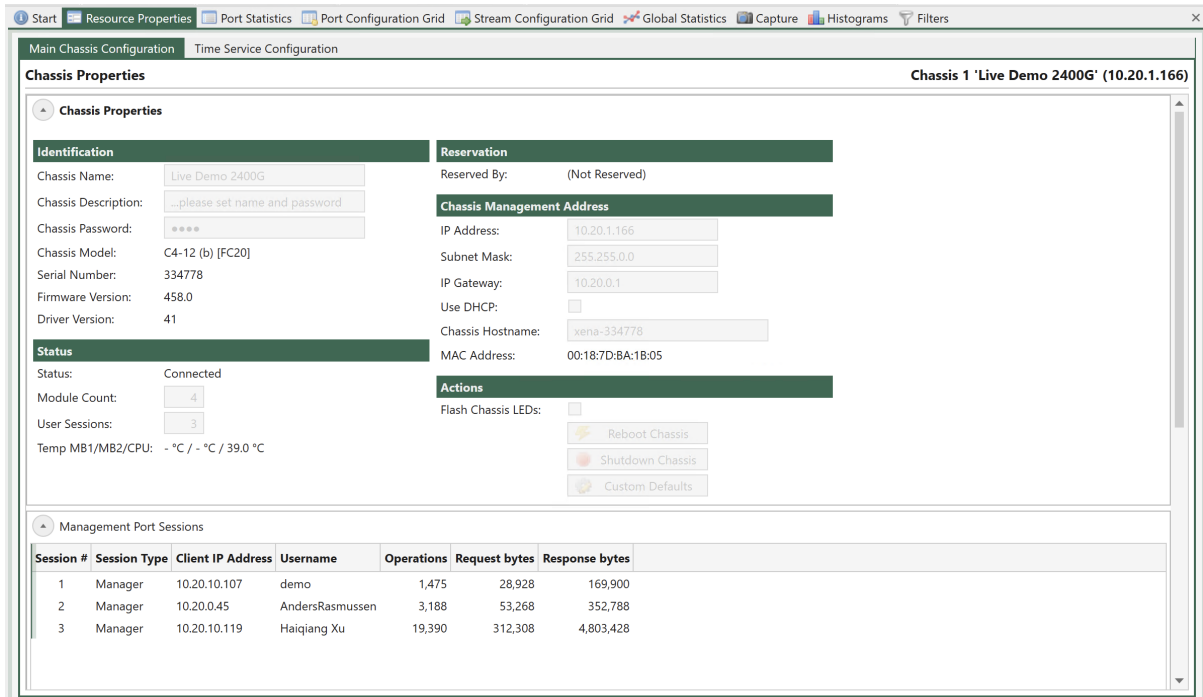 Start Resource Properties Port Statistics Port Configuration Grid Stream Configuration Grid Global Statistics Capture Histograms Filters
Main Chassis Configuration Time Service Configuration
Chassis Properties Chassis 1 'Live Demo 2400G' (10.20.1.166)
Chassis Properties
Identification
Chassis Name: Live Demo 2400G
Chassis Description: ...please set name and password
Chassis Password: ●●●●
Chassis Model: C4-12 (b) [FC20]
Serial Number: 334778
Firmware Version: 458.0
Driver Version: 41
Status
Status: Connected
Module Count: 4
User Sessions: 3
Temp MB1/MB2/CPU: - °C / - °C / 39.0 °C
Reservation
Reserved By: (Not Reserved)
Chassis Management Address
IP Address: 10.20.1.166
Subnet Mask: 255.255.0.0
IP Gateway: 10.20.0.1
Use DHCP:
Chassis Hostname: xena-334778
MAC Address: 00:18:7D:BA:1B:05
Actions
Flash Chassis LEDs:
Reboot Chassis
Shutdown Chassis
Custom Defaults
Management Port Sessions
Session # Session Type Client IP Address Username Operations Request bytes Response bytes
1 Manager 10.20.10.107 demo 1,475 28,928 169,900
2 Manager 10.20.0.45 AndersRasmussen 3,188 53,268 352,788
3 Manager 10.20.10.119 Haiqiang Xu 19,390 312,308 4,803,428